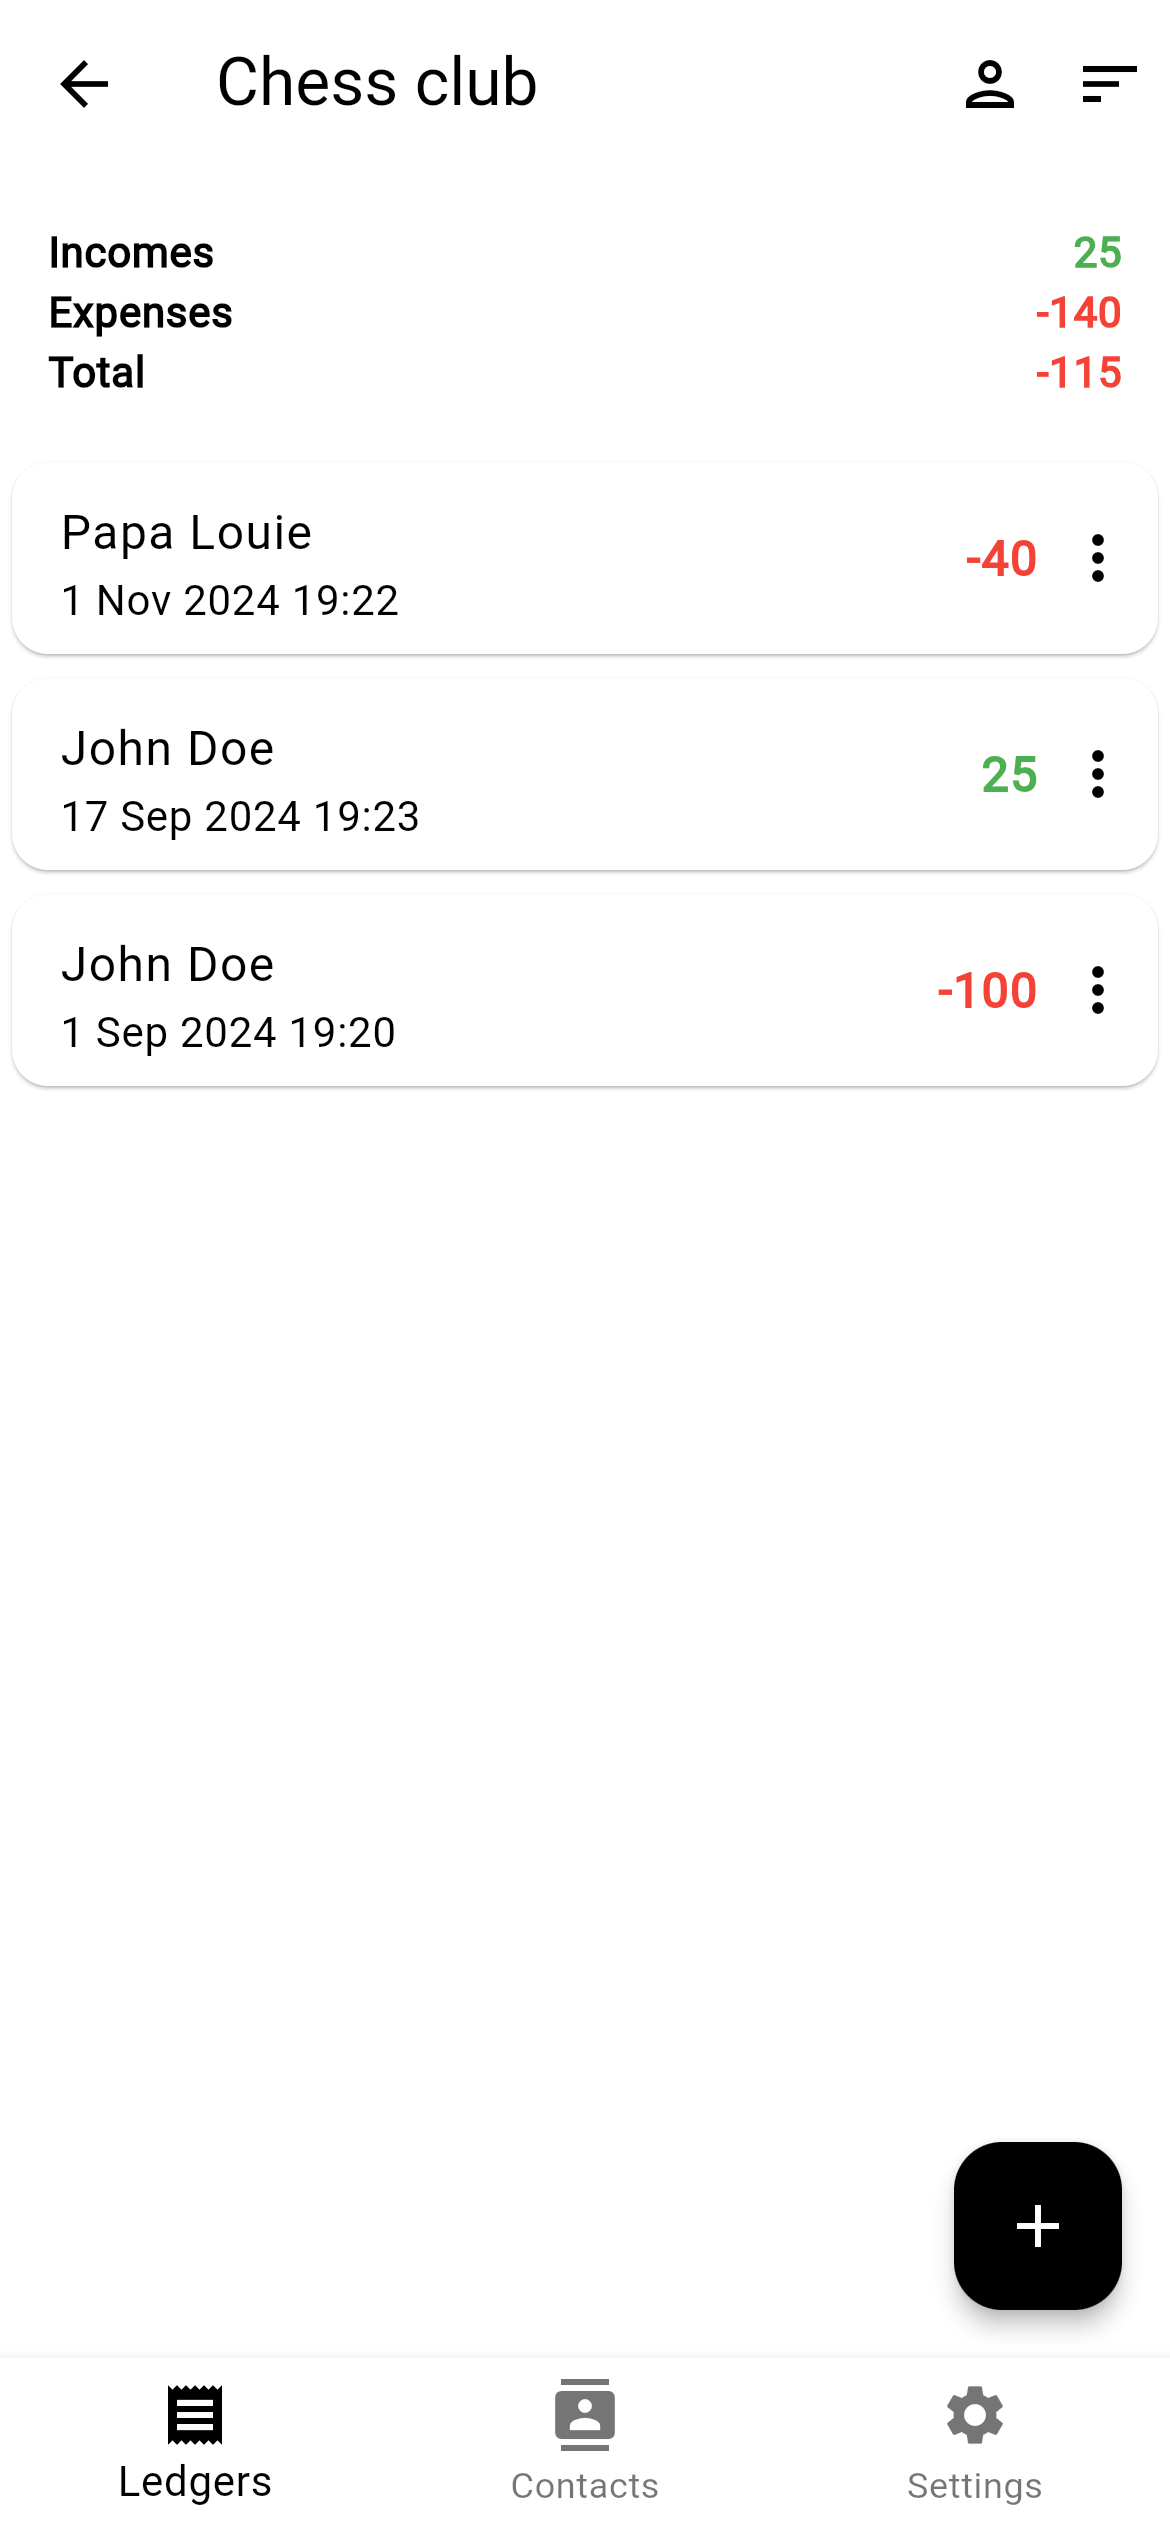 Chess club
Incomes 25
Expenses -140
Total -115
Papa Louie
1 Nov 2024 19:22
-40
John Doe
17 Sep 2024 19:23
25
John Doe
1 Sep 2024 19:20
-100
Ledgers Contacts Settings